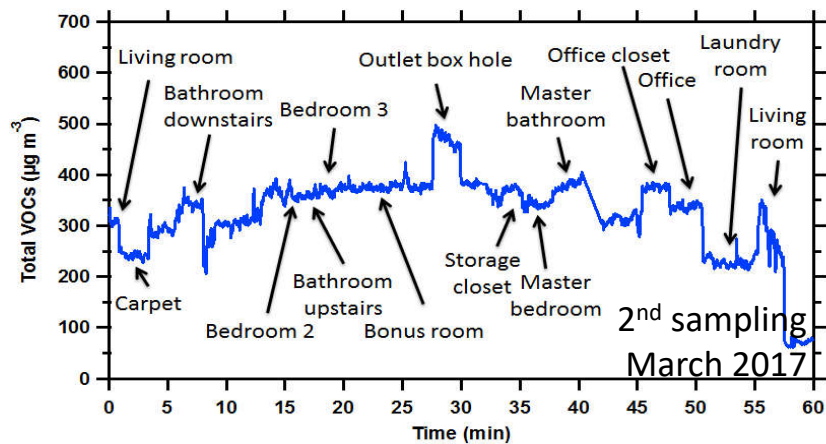 700
600
500
400
300
200
100
0
Total VOCs (µg m⁻³)
Living room
Bathroom
downstairs
Bedroom 3
Outlet box hole
Master
bathroom
Office closet
Office
Laundry
room
Living
room
Carpet
Bedroom 2
Bathroom
upstairs
Bonus room
Storage
closet
Master
bedroom
2nd sampling
March 2017
0 5 10 15 20 25 30 35 40 45 50 55 60
Time (min)